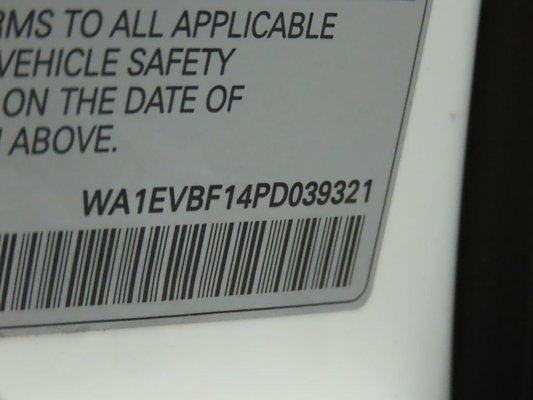 RMS TO ALL APPLICABLE
VEHICLE SAFETY
ON THE DATE OF
ABOVE.
WA1EVBF14PD039321